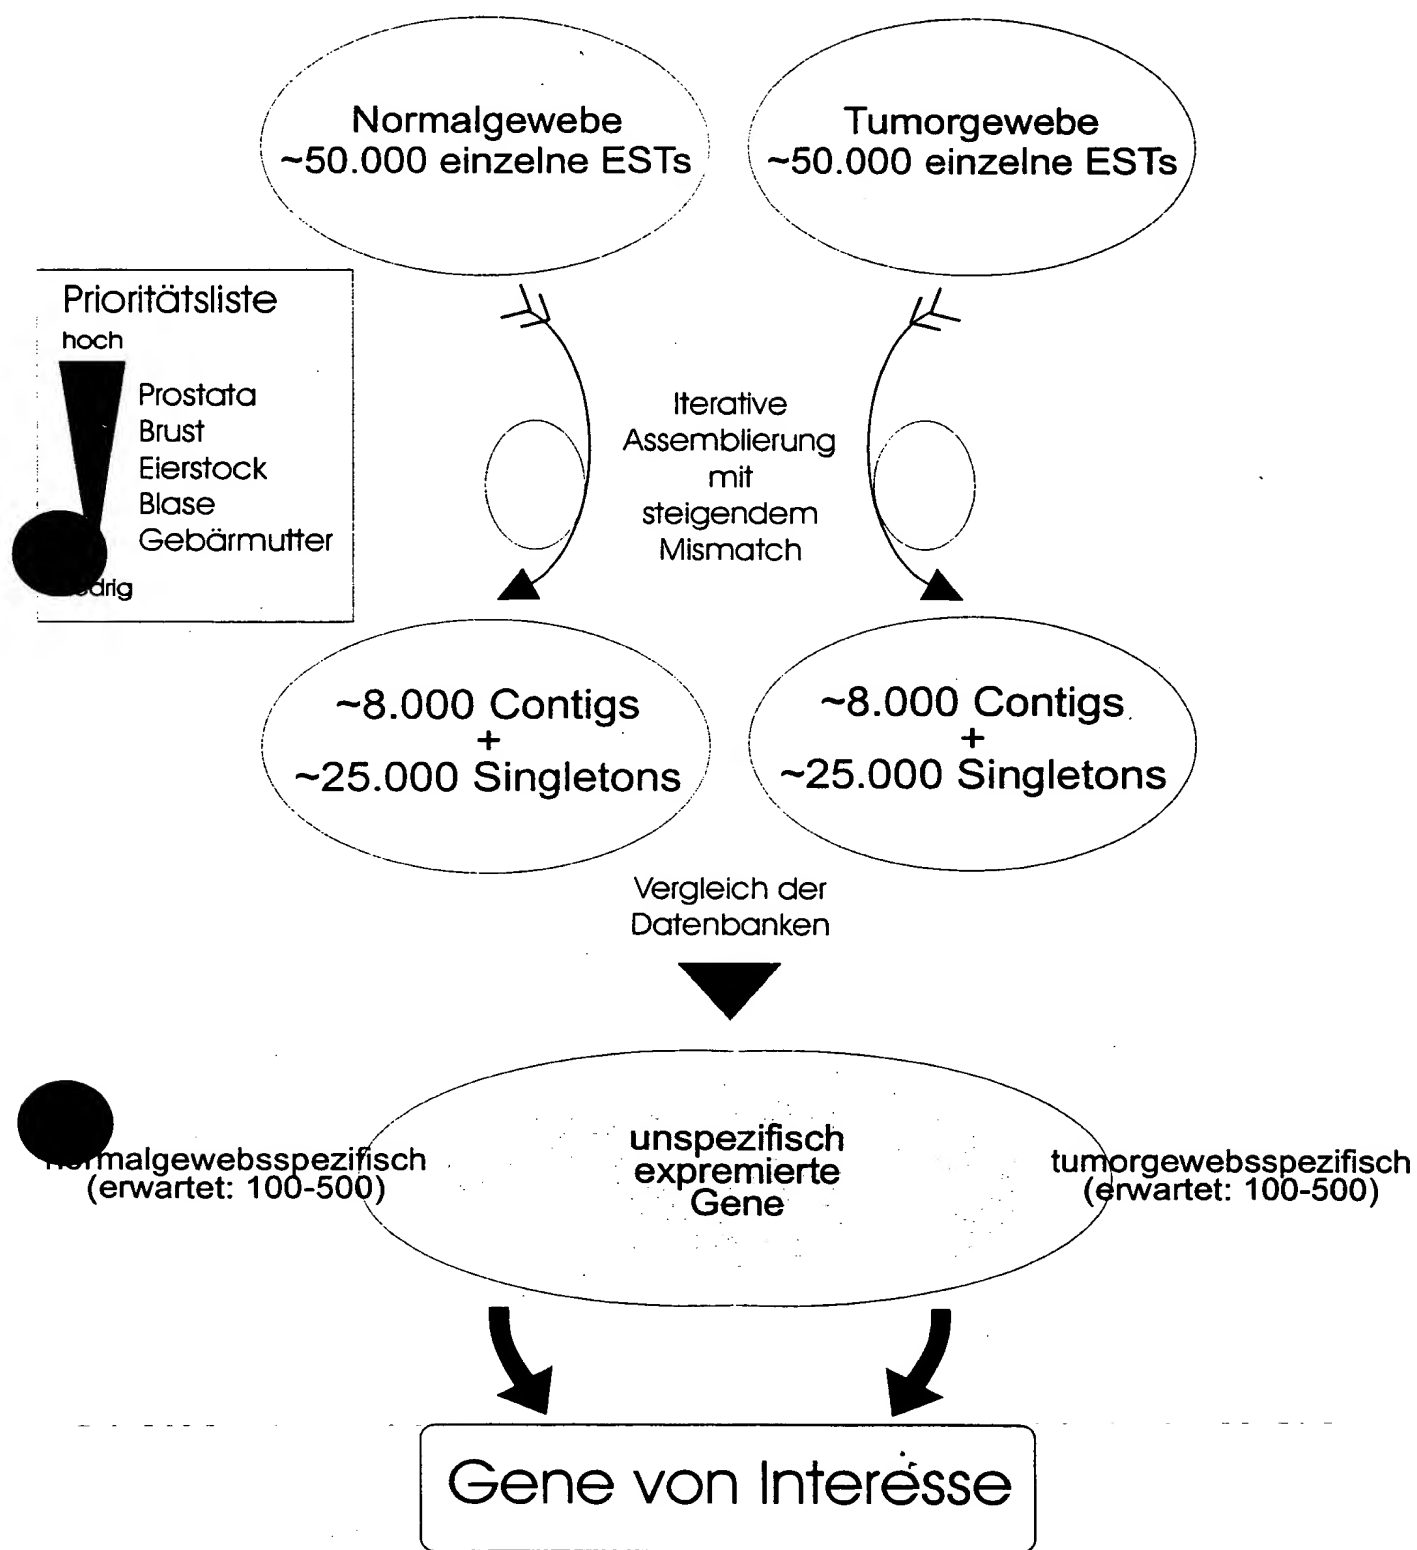 Normalgewebe
~50.000 einzelne ESTs
Tumorgewebe
~50.000 einzelne ESTs
Prioritätsliste
hoch
Prostata
Brust
Eierstock
Blase
Gebärmutter
Iterative
Assemblierung
mit
steigendem
Mismatch
~8.000 Contigs
+
~25.000 Singletons
~8.000 Contigs
+
~25.000 Singletons
Vergleich der
Datenbanken
unspezifisch
expremierte
Gene
normalgewebsspezifisch
(erwartet: 100-500)
tumorgewebsspezifisch
(erwartet: 100-500)
Gene von Interesse